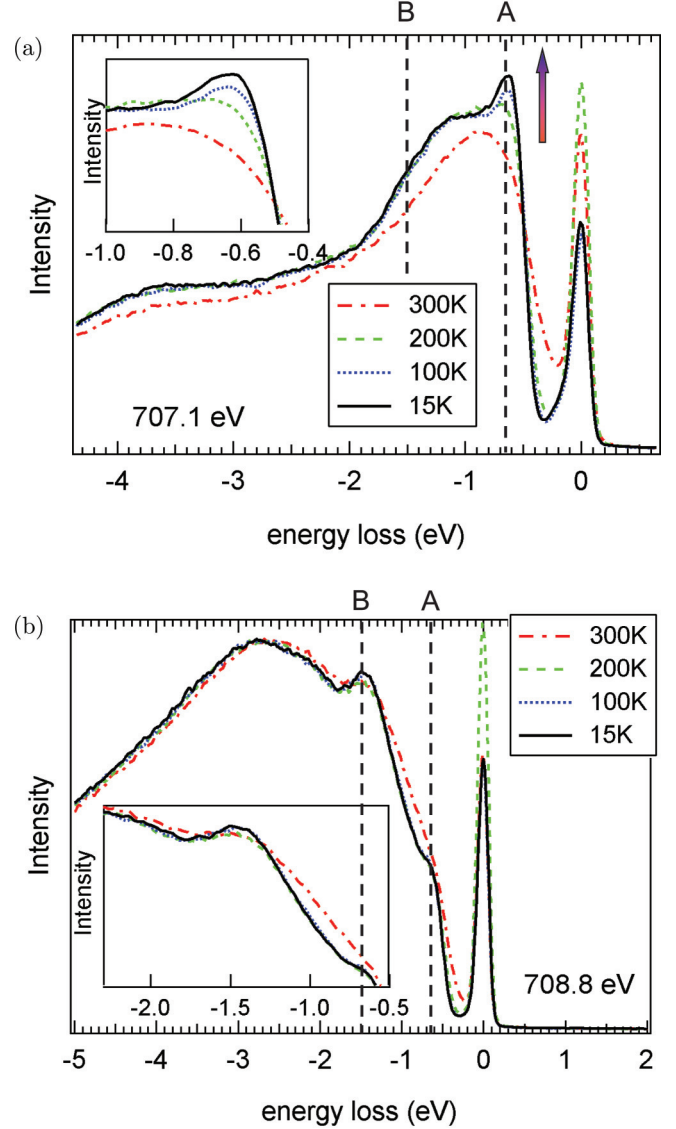 (a)
B A
Intensity
Intensity
-1.0 -0.8 -0.6 -0.4
300K
200K
100K
15K
707.1 eV
-4 -3 -2 -1 0
energy loss (eV)
(b)
B A
300K
200K
100K
15K
Intensity
Intensity
-2.0 -1.5 -1.0 -0.5
708.8 eV
-5 -4 -3 -2 -1 0 1 2
energy loss (eV)